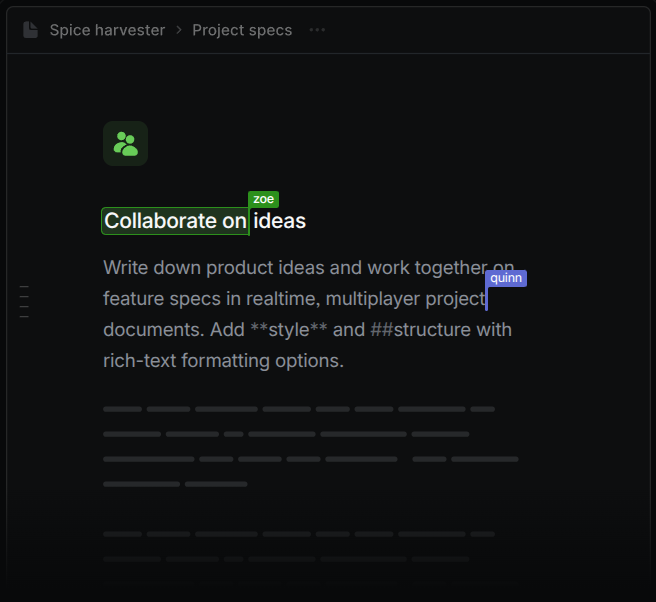 Spice harvester › Project specs ···
zoe
Collaborate on ideas
Write down product ideas and work together on
quinn
feature specs in realtime, multiplayer project
documents. Add **style** and ##structure with
rich-text formatting options.